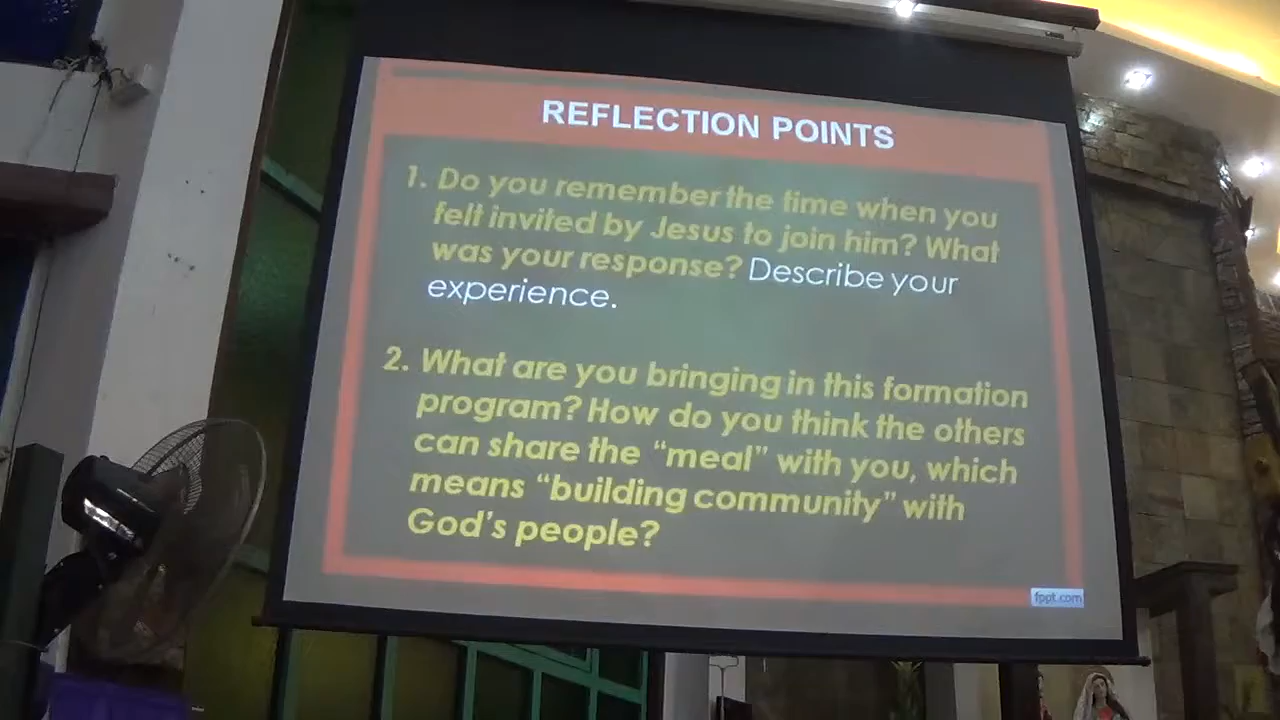 REFLECTION POINTS
1. Do you remember the time when you
felt invited by Jesus to join him? What
was your response? Describe your
experience.
2. What are you bringing in this formation
program? How do you think the others
can share the “meal” with you, which
means “building community” with
God’s people?
fppt.com